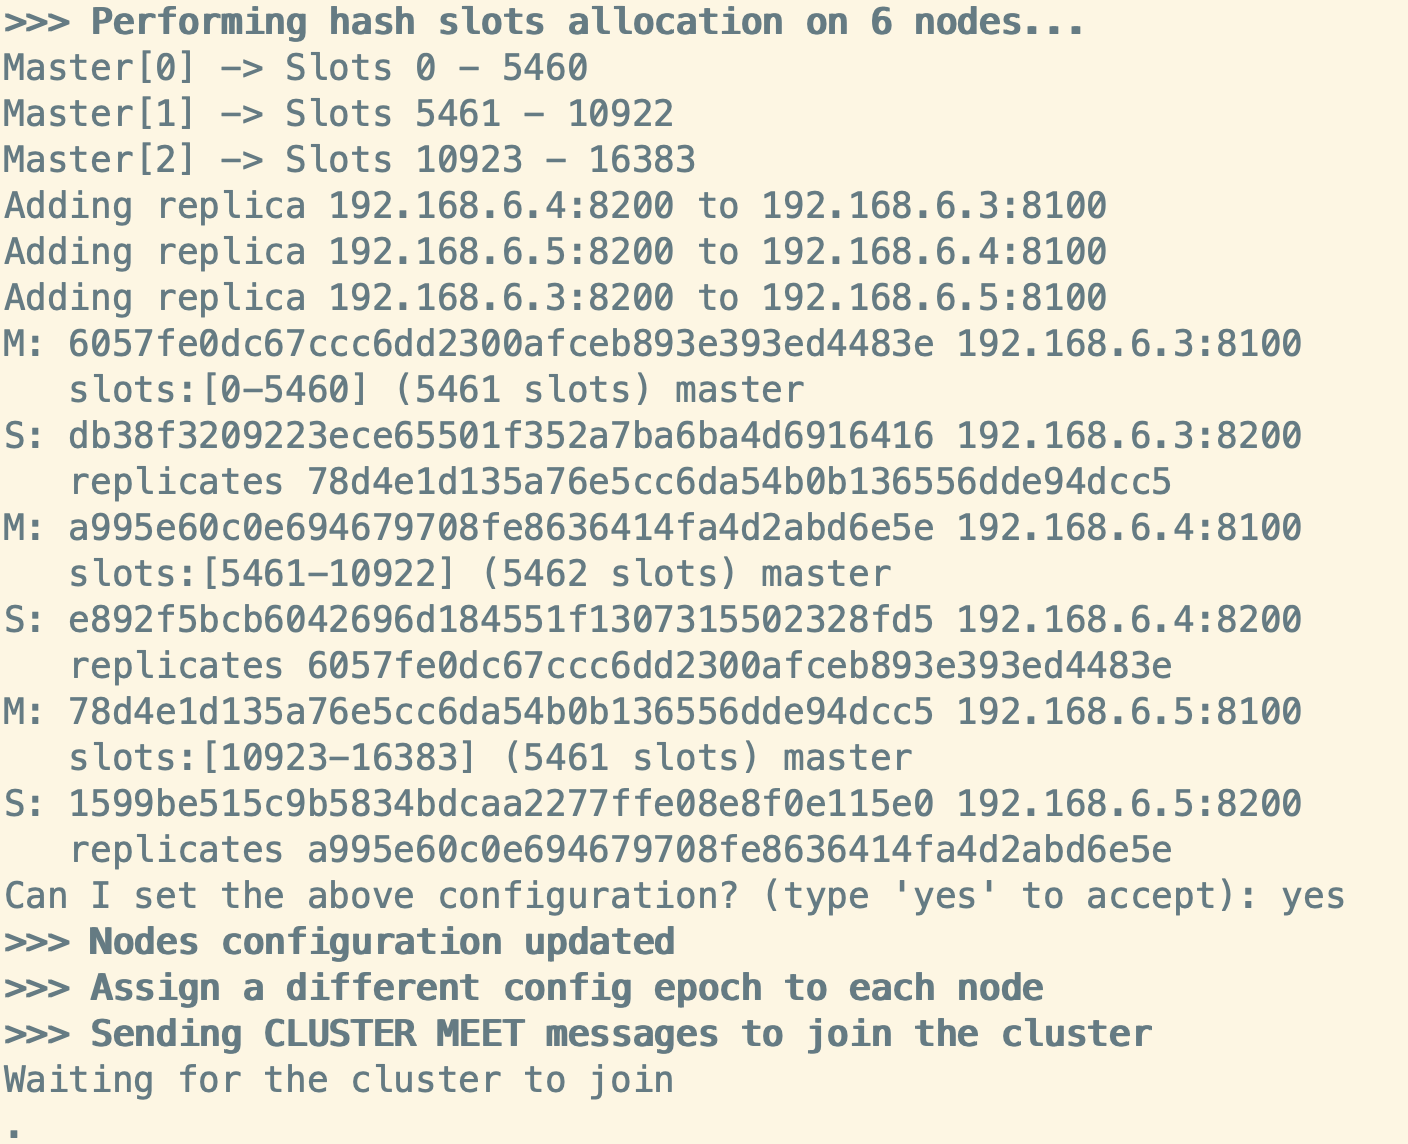 >>> Performing hash slots allocation on 6 nodes...
Master[0] -> Slots 0 - 5460
Master[1] -> Slots 5461 - 10922
Master[2] -> Slots 10923 - 16383
Adding replica 192.168.6.4:8200 to 192.168.6.3:8100
Adding replica 192.168.6.5:8200 to 192.168.6.4:8100
Adding replica 192.168.6.3:8200 to 192.168.6.5:8100
M: 6057fe0dc67ccc6dd2300afceb893e393ed4483e 192.168.6.3:8100
   slots:[0-5460] (5461 slots) master
S: db38f3209223ece65501f352a7ba6ba4d6916416 192.168.6.3:8200
   replicates 78d4e1d135a76e5cc6da54b0b136556dde94dcc5
M: a995e60c0e694679708fe8636414fa4d2abd6e5e 192.168.6.4:8100
   slots:[5461-10922] (5462 slots) master
S: e892f5bcb6042696d184551f1307315502328fd5 192.168.6.4:8200
   replicates 6057fe0dc67ccc6dd2300afceb893e393ed4483e
M: 78d4e1d135a76e5cc6da54b0b136556dde94dcc5 192.168.6.5:8100
   slots:[10923-16383] (5461 slots) master
S: 1599be515c9b5834bdcaa2277ffe08e8f0e115e0 192.168.6.5:8200
   replicates a995e60c0e694679708fe8636414fa4d2abd6e5e
Can I set the above configuration? (type 'yes' to accept): yes
>>> Nodes configuration updated
>>> Assign a different config epoch to each node
>>> Sending CLUSTER MEET messages to join the cluster
Waiting for the cluster to join
.